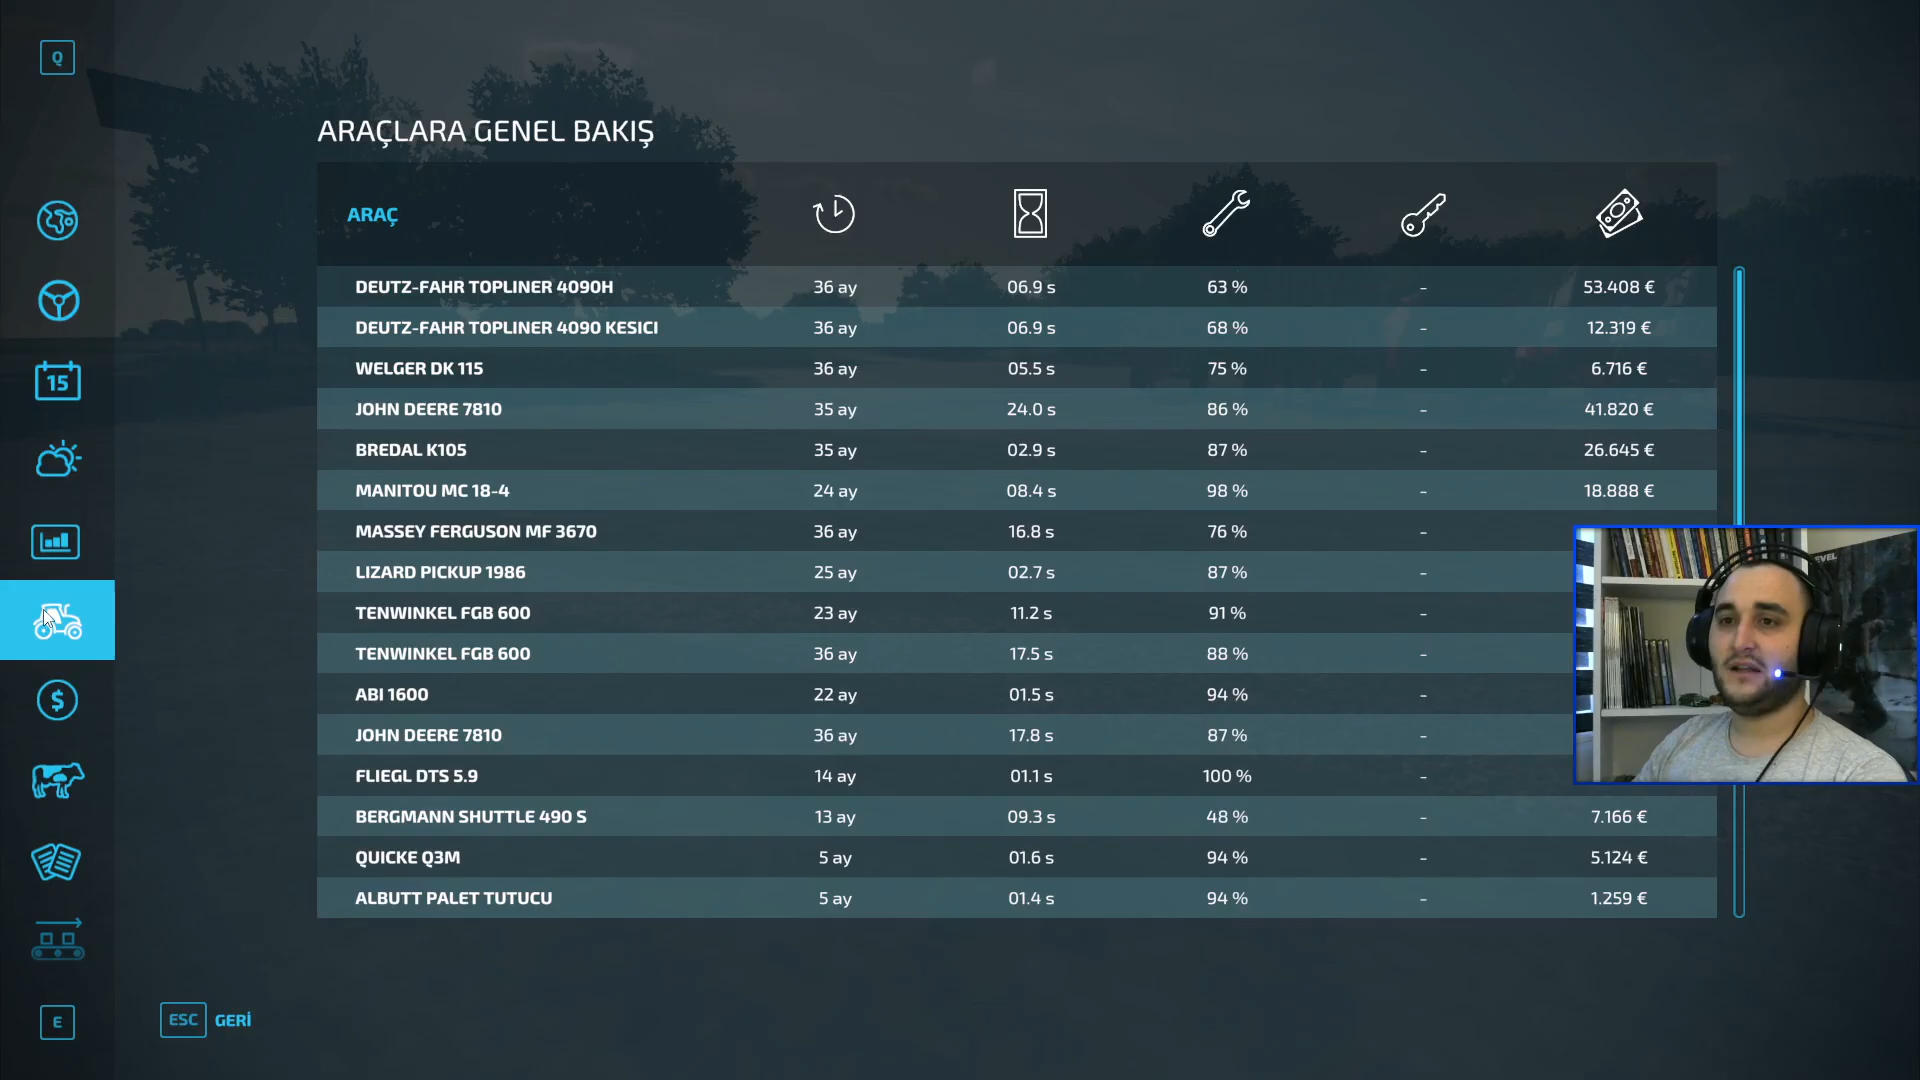 Q
ARAÇLARA GENEL BAKIŞ
ARAÇ
DEUTZ-FAHR TOPLINER 4090H 36 ay 06.9 s 63 % - 53.408 €
DEUTZ-FAHR TOPLINER 4090 KESICI 36 ay 06.9 s 68 % - 12.319 €
WELGER DK 115 36 ay 05.5 s 75 % - 6.716 €
15
JOHN DEERE 7810 35 ay 24.0 s 86 % - 41.820 €
BREDAL K105 35 ay 02.9 s 87 % - 26.645 €
MANITOU MC 18-4 24 ay 08.4 s 98 % - 18.888 €
MASSEY FERGUSON MF 3670 36 ay 16.8 s 76 % -
LIZARD PICKUP 1986 25 ay 02.7 s 87 % -
TENWINKEL FGB 600 23 ay 11.2 s 91 % -
TENWINKEL FGB 600 36 ay 17.5 s 88 % -
ABI 1600 22 ay 01.5 s 94 % -
$
JOHN DEERE 7810 36 ay 17.8 s 87 % -
FLIEGL DTS 5.9 14 ay 01.1 s 100 % -
BERGMANN SHUTTLE 490 S 13 ay 09.3 s 48 % - 7.166 €
QUICKE Q3M 5 ay 01.6 s 94 % - 5.124 €
ALBUTT PALET TUTUCU 5 ay 01.4 s 94 % - 1.259 €
E
ESC GERİ